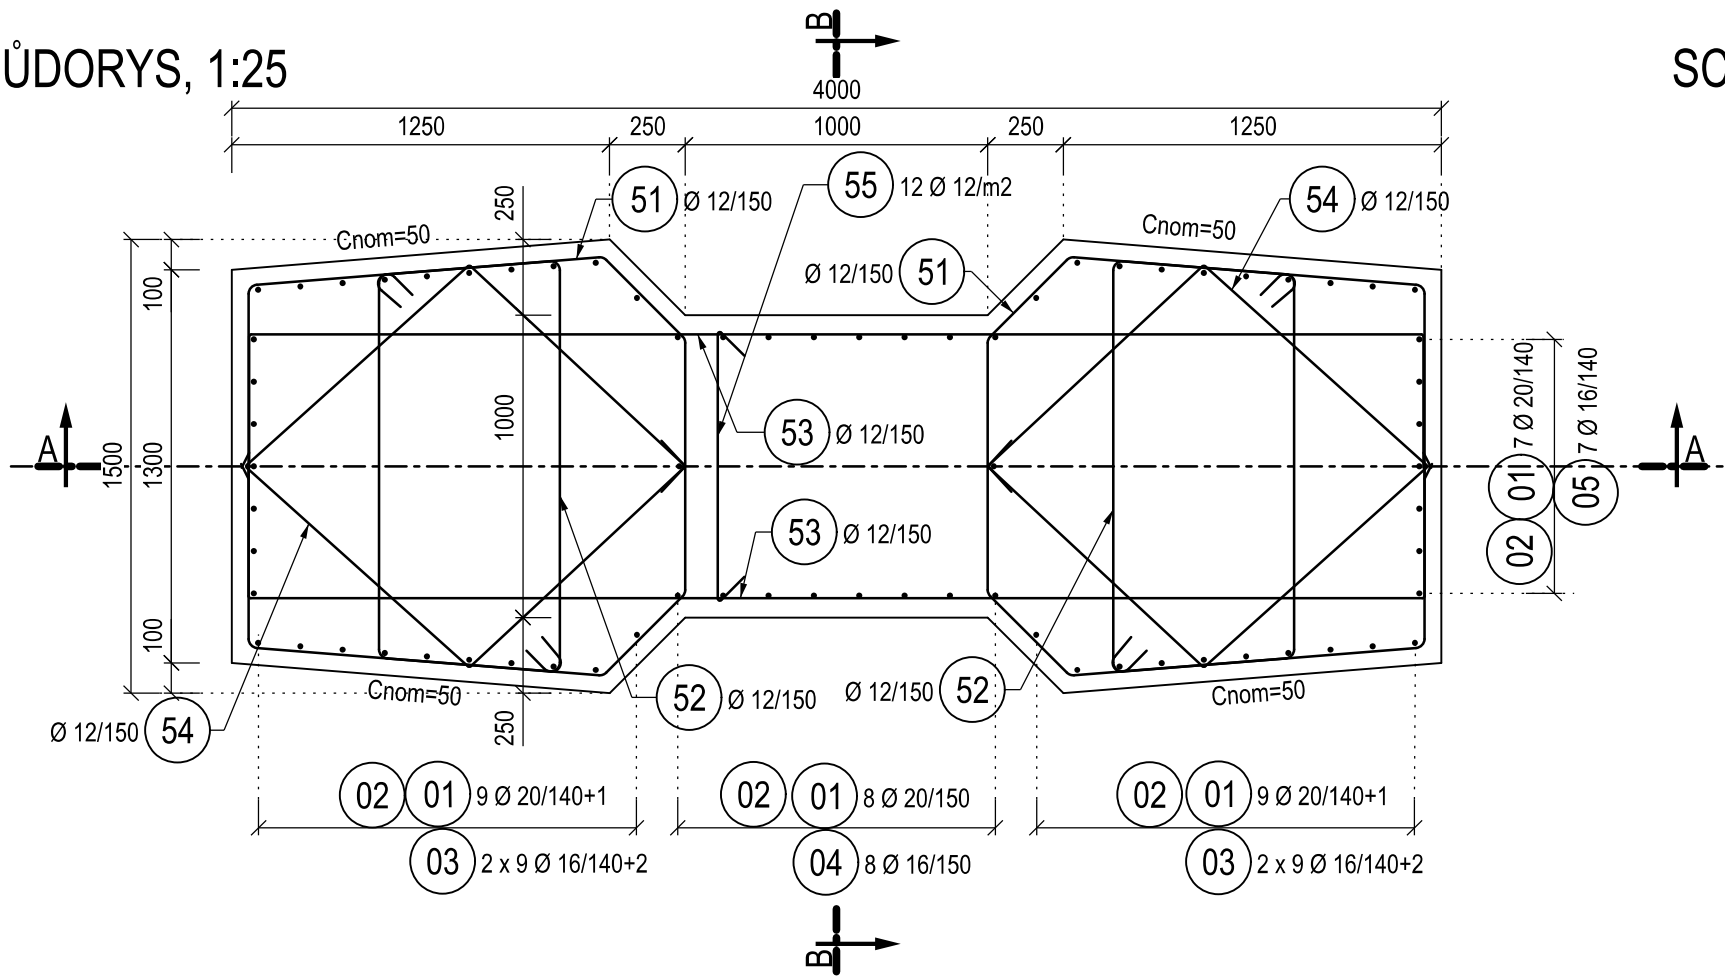 B
ŮDORYS, 1:25
SC
4000
1250
250
1000
250
1250
51 Ø 12/150
55 12 Ø 12/m2
54 Ø 12/150
250
Cnom=50
Cnom=50
Ø 12/150 51
100
1000
1500
1300
A
A
53 Ø 12/150
53 Ø 12/150
02 01 7 Ø 20/140
05 7 Ø 16/140
100
Cnom=50
Cnom=50
52 Ø 12/150
Ø 12/150 52
Ø 12/150 54
250
02 01 9 Ø 20/140+1
02 01 8 Ø 20/150
02 01 9 Ø 20/140+1
03 2 x 9 Ø 16/140+2
04 8 Ø 16/150
03 2 x 9 Ø 16/140+2
B